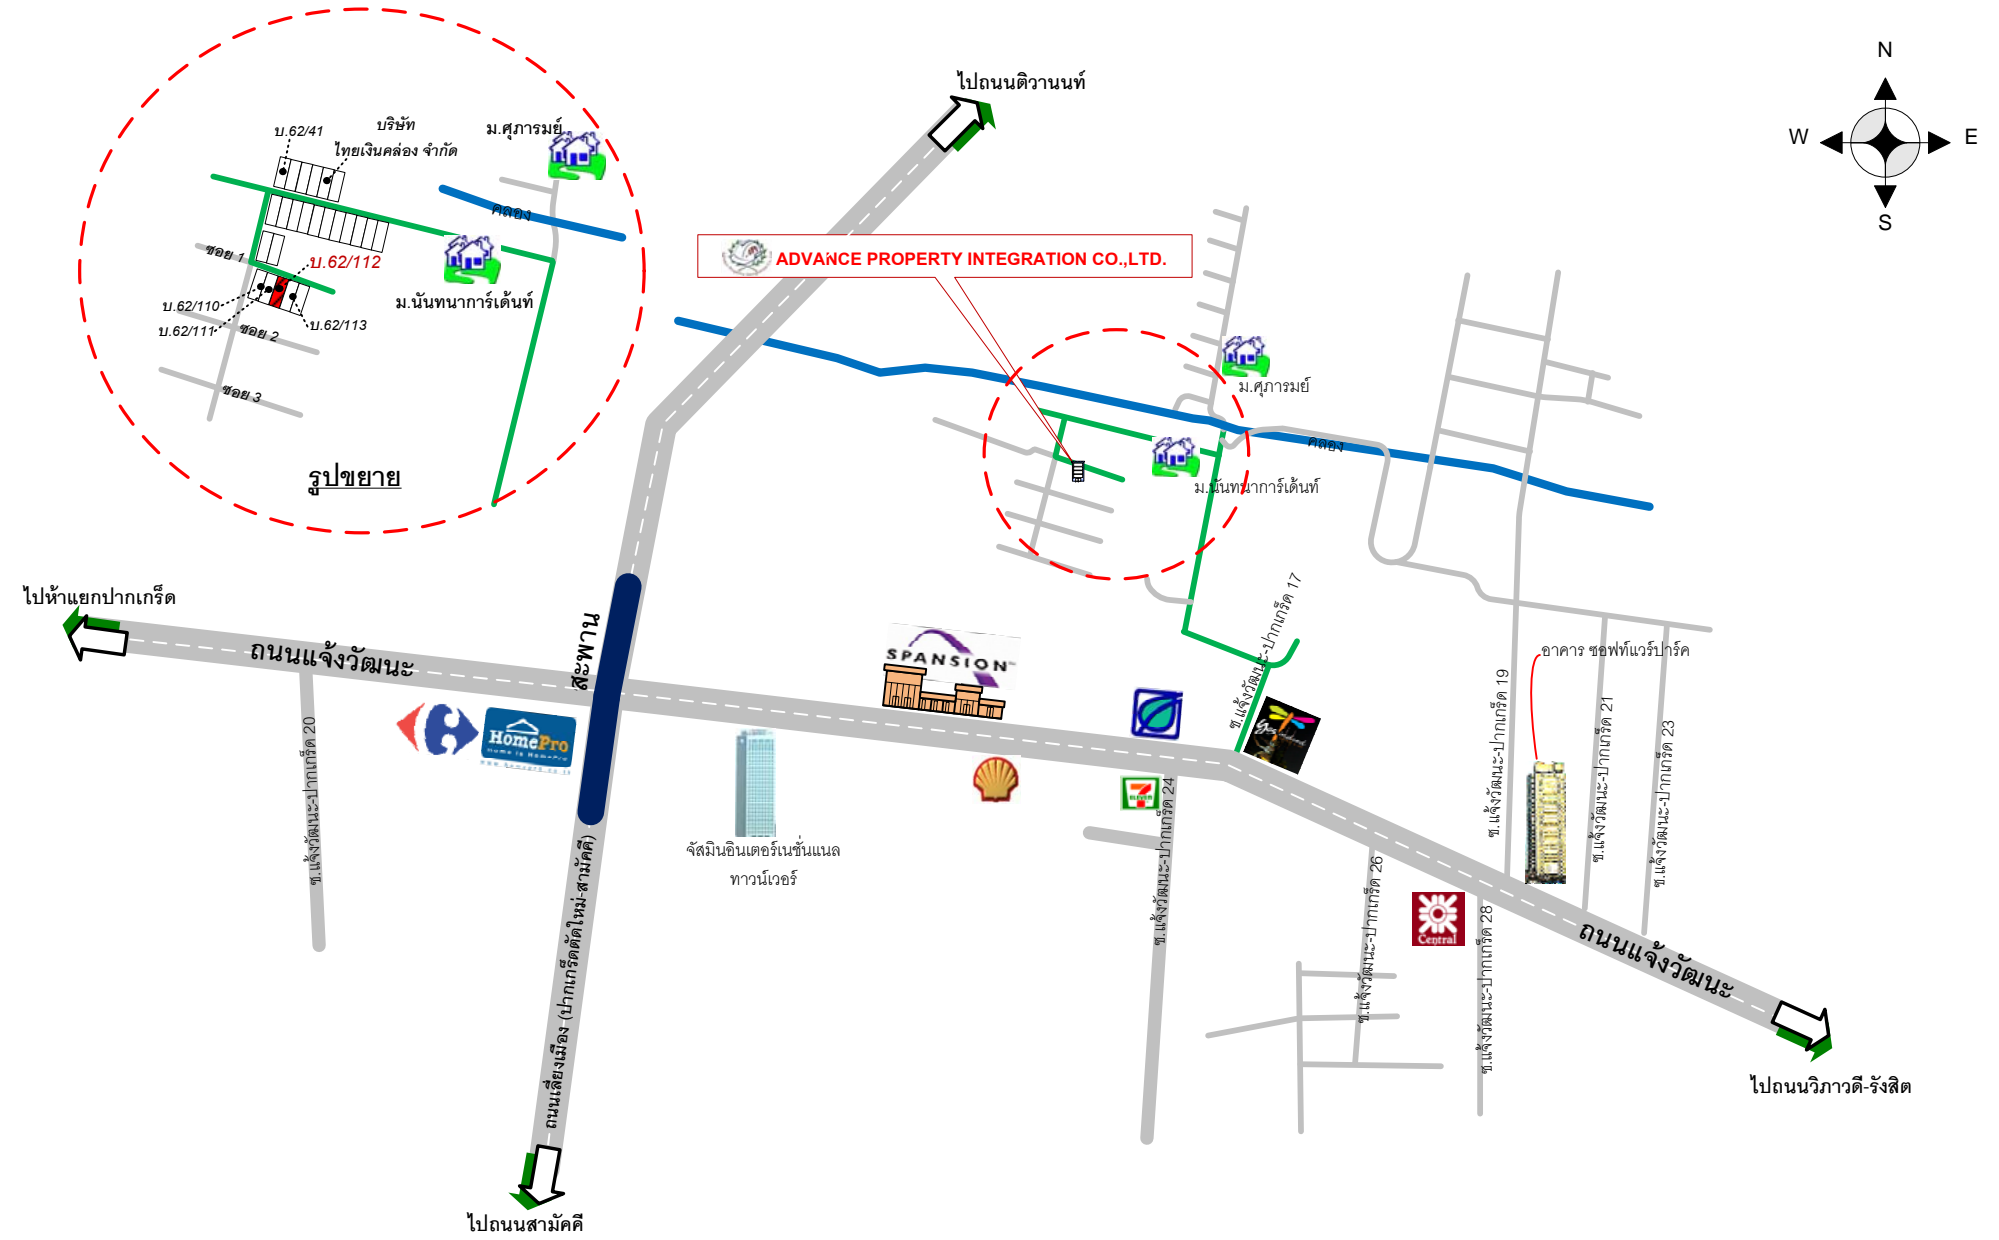 ไปถนนติวานนท์
N
W
E
S
บ.62/41
บริษัท
ไทยเงินคล่อง จำกัด
ม.ศุภารมย์
คลอง
ซอย 1
บ.62/112
ม.นันทนาการ์เด้นท์
บ.62/110
บ.62/111
บ.62/113
ซอย 2
ซอย 3
รูปขยาย
ADVANCE PROPERTY INTEGRATION CO.,LTD.
ม.ศุภารมย์
คลอง
ม.นันทนาการ์เด้นท์
ไปห้าแยกปากเกร็ด
ถนนแจ้งวัฒนะ
สะพาน
SPANSION
ซ.แจ้งวัฒนะ-ปากเกร็ด 17
อาคาร ซอฟท์แวร์ปาร์ค
ซ.แจ้งวัฒนะ-ปากเกร็ด 19
ซ.แจ้งวัฒนะ-ปากเกร็ด 21
ซ.แจ้งวัฒนะ-ปากเกร็ด 23
ซ.แจ้งวัฒนะ-ปากเกร็ด 20
HomePro
จัสมินอินเตอร์เนชั่นแนล
ทาวน์เวอร์
ELEVEN
ซ.แจ้งวัฒนะ-ปากเกร็ด 24
ซ.แจ้งวัฒนะ-ปากเกร็ด 26
Central
ซ.แจ้งวัฒนะ-ปากเกร็ด 28
ถนนแจ้งวัฒนะ
ถนนเลี่ยงเมือง (ปากเกร็ดตัดใหม่-สามัคคี)
ไปถนนวิภาวดี-รังสิต
ไปถนนสามัคคี